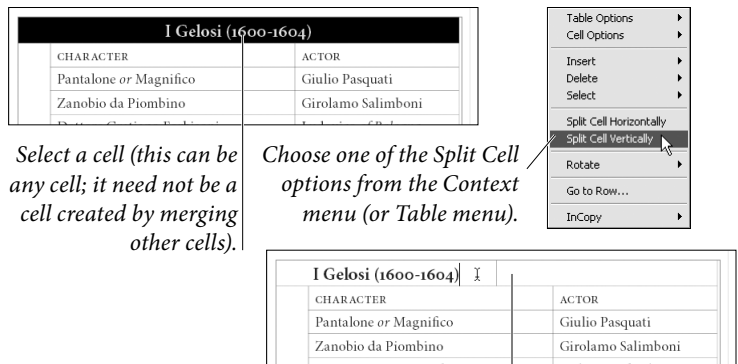 I Gelosi (1600-1604)
CHARACTER ACTOR
Pantalone or Magnifico Giulio Pasquati
Zanobio da Piombino Girolamo Salimboni
Select a cell (this can be
any cell; it need not be a
cell created by merging
other cells).
Choose one of the Split Cell
options from the Context
menu (or Table menu).
Table Options
Cell Options
Insert
Delete
Select
Split Cell Horizontally
Split Cell Vertically
Rotate
Go to Row...
InCopy
I Gelosi (1600-1604)
CHARACTER ACTOR
Pantalone or Magnifico Giulio Pasquati
Zanobio da Piombino Girolamo Salimboni